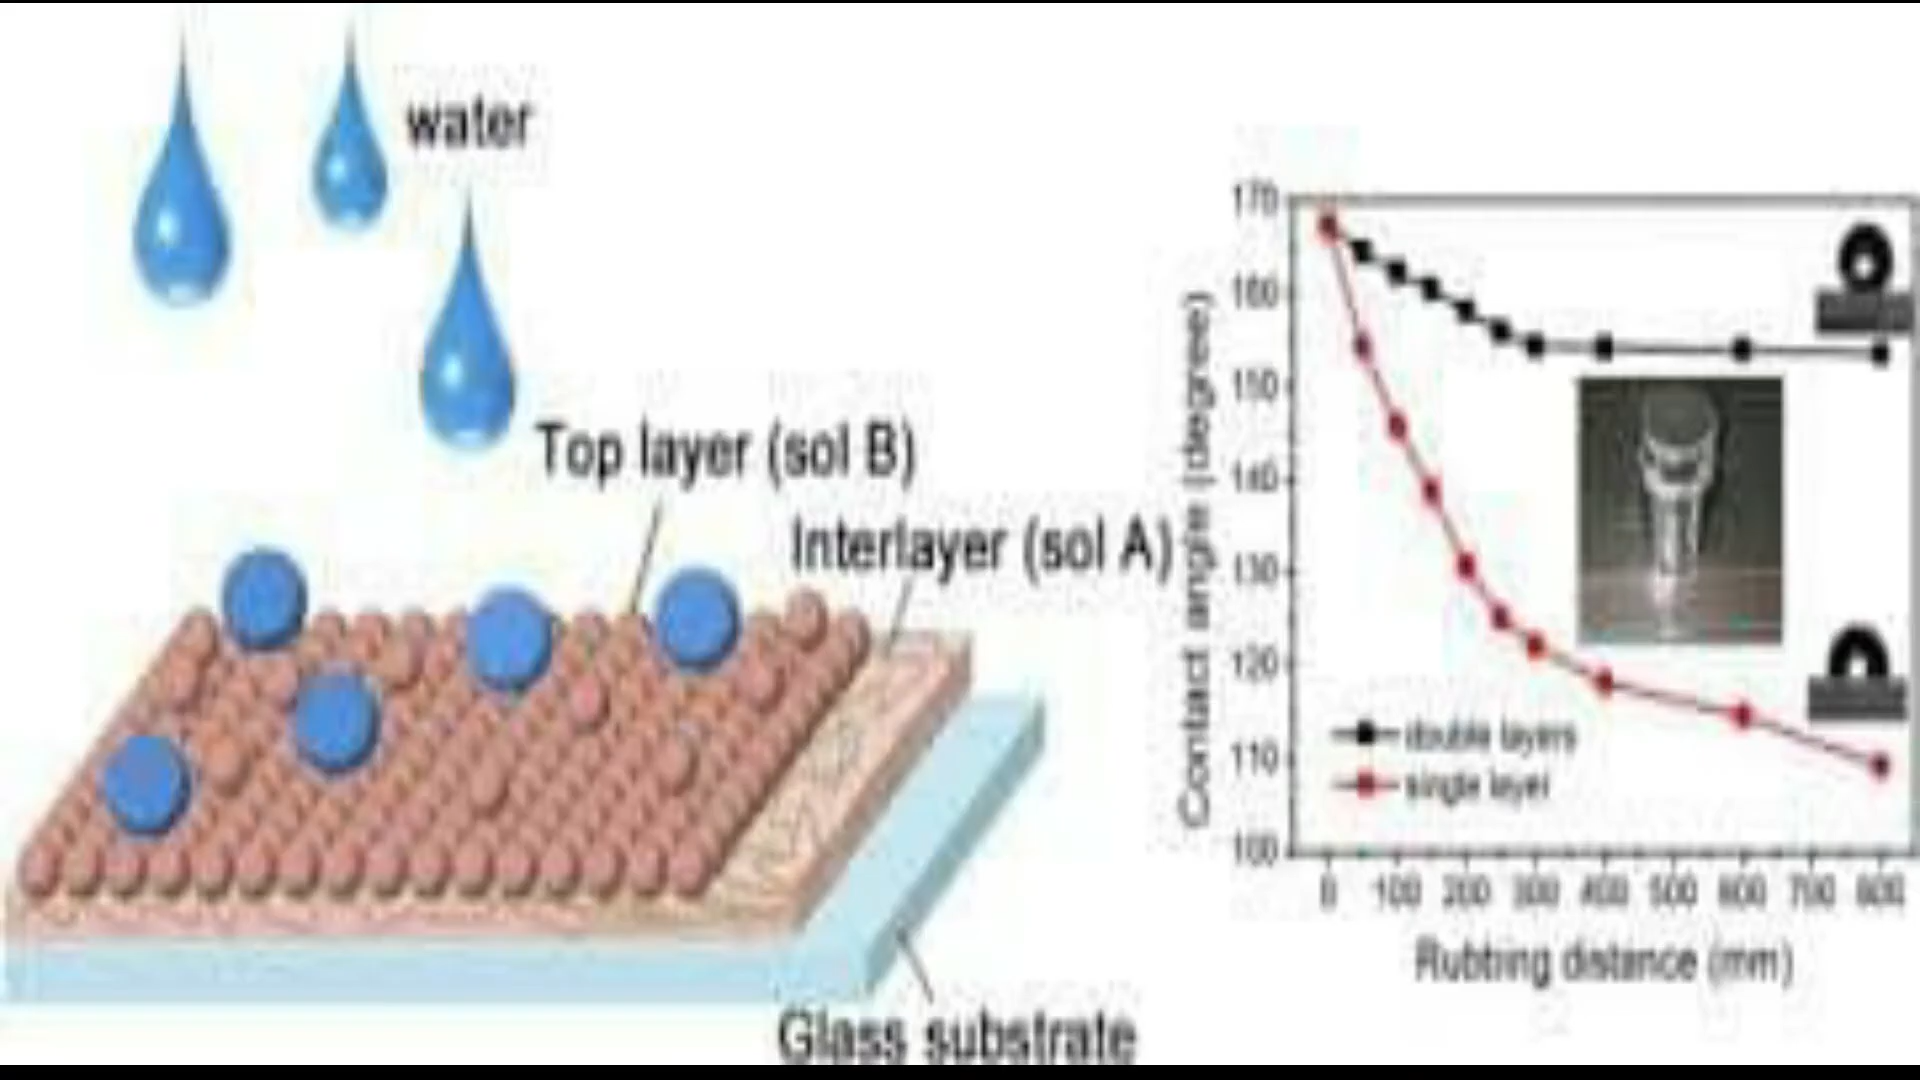 water
Top layer (sol B)
Interlayer (sol A)
Glass substrate
170
160
150
140
130
120
110
100
Contact angle (degree)
double layers
single layer
0 100 200 300 400 500 600 700 800
Rubbing distance (mm)